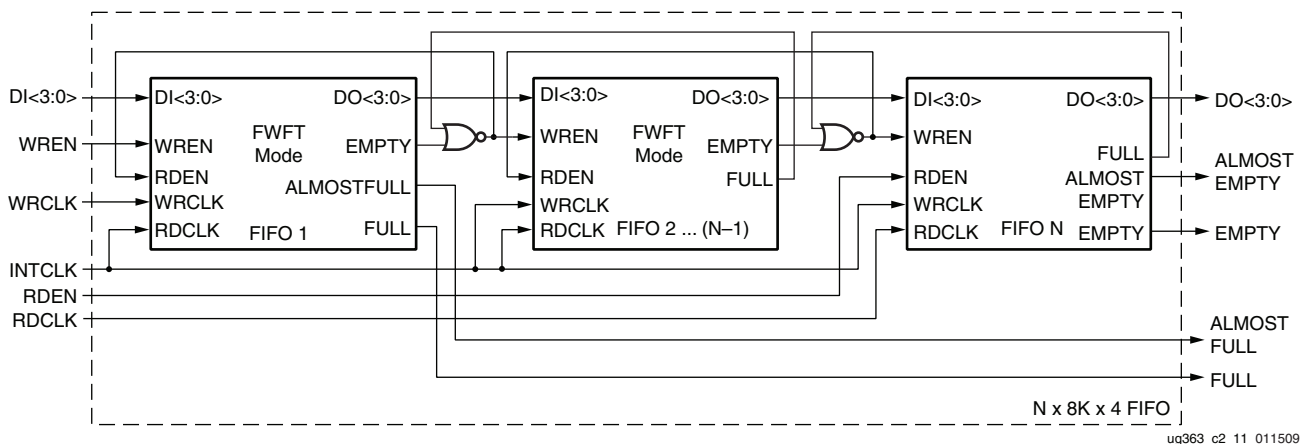 DI<3:0>
WREN
WRCLK
INTCLK
RDEN
RDCLK
DI<3:0>
DO<3:0>
FWFT
Mode
WREN
EMPTY
RDEN
ALMOSTFULL
WRCLK
FULL
RDCLK
FIFO 1
DI<3:0>
DO<3:0>
FWFT
Mode
WREN
EMPTY
RDEN
FULL
WRCLK
RDCLK
FIFO 2 ... (N–1)
DI<3:0>
DO<3:0>
WREN
FULL
RDEN
ALMOST
EMPTY
WRCLK
RDCLK
FIFO N
EMPTY
DO<3:0>
ALMOST
EMPTY
EMPTY
ALMOST
FULL
FULL
N x 8K x 4 FIFO
ug363_c2_11_011509